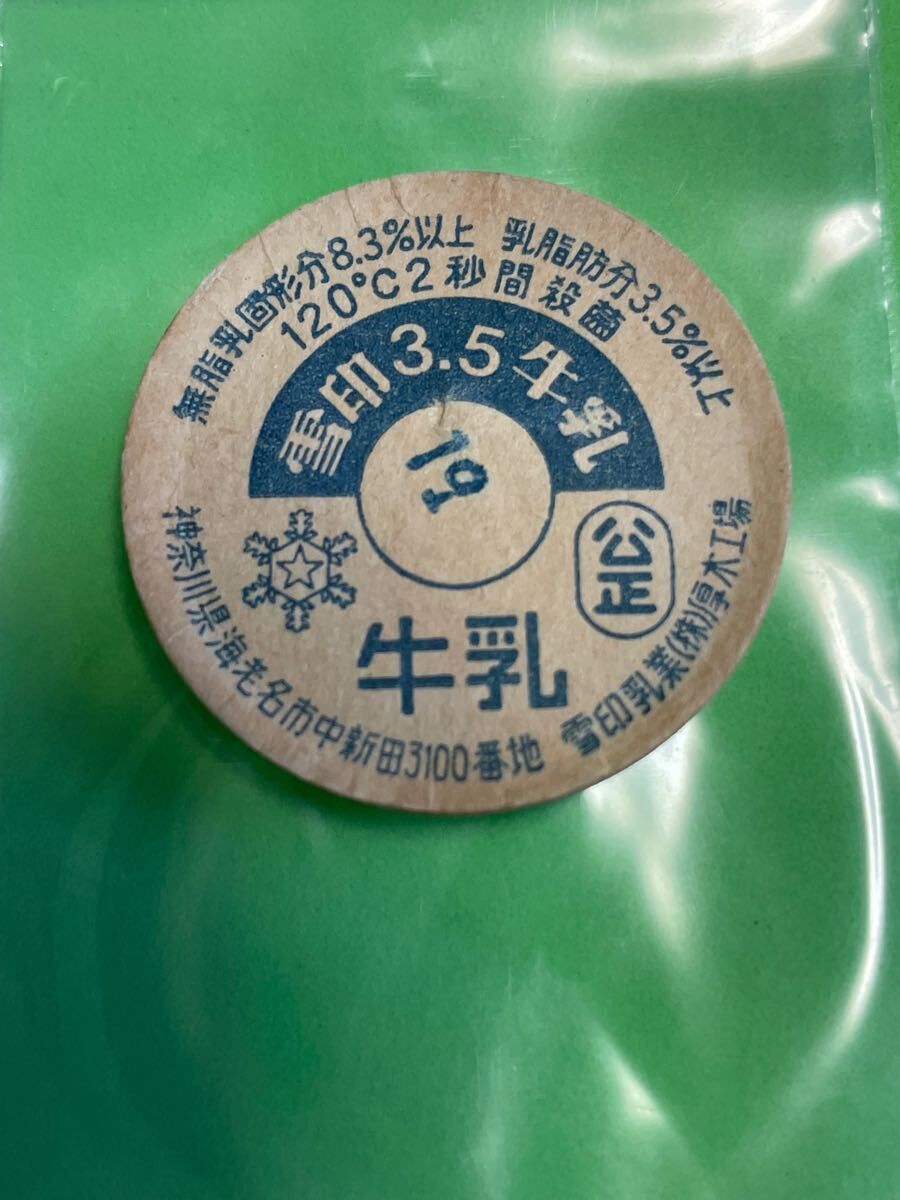 無脂乳固形分8.3%以上 乳脂肪分3.5%以上
120°C2秒間殺菌
雪印3.5牛乳
19
公正
牛乳
神奈川県海老名市中新田3100番地 雪印乳業(株)厚木工場